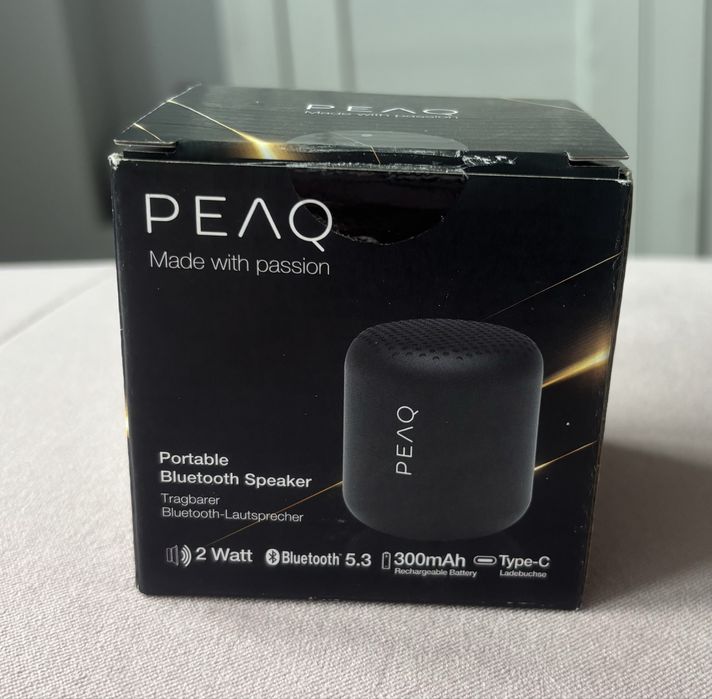 PEAQ
Made with passion
PEAQ
Made with passion
PEAQ
Portable
Bluetooth Speaker
Tragbarer
Bluetooth-Lautsprecher
2 Watt Bluetooth 5.3 300mAh Type-C
Rechargeable Battery Ladebuchse